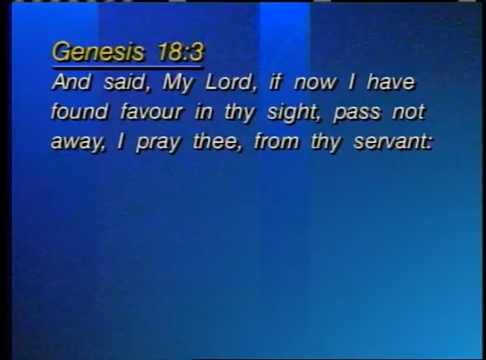 Genesis 18:3
And said, My Lord, if now I have
found favour in thy sight, pass not
away, I pray thee, from thy servant: